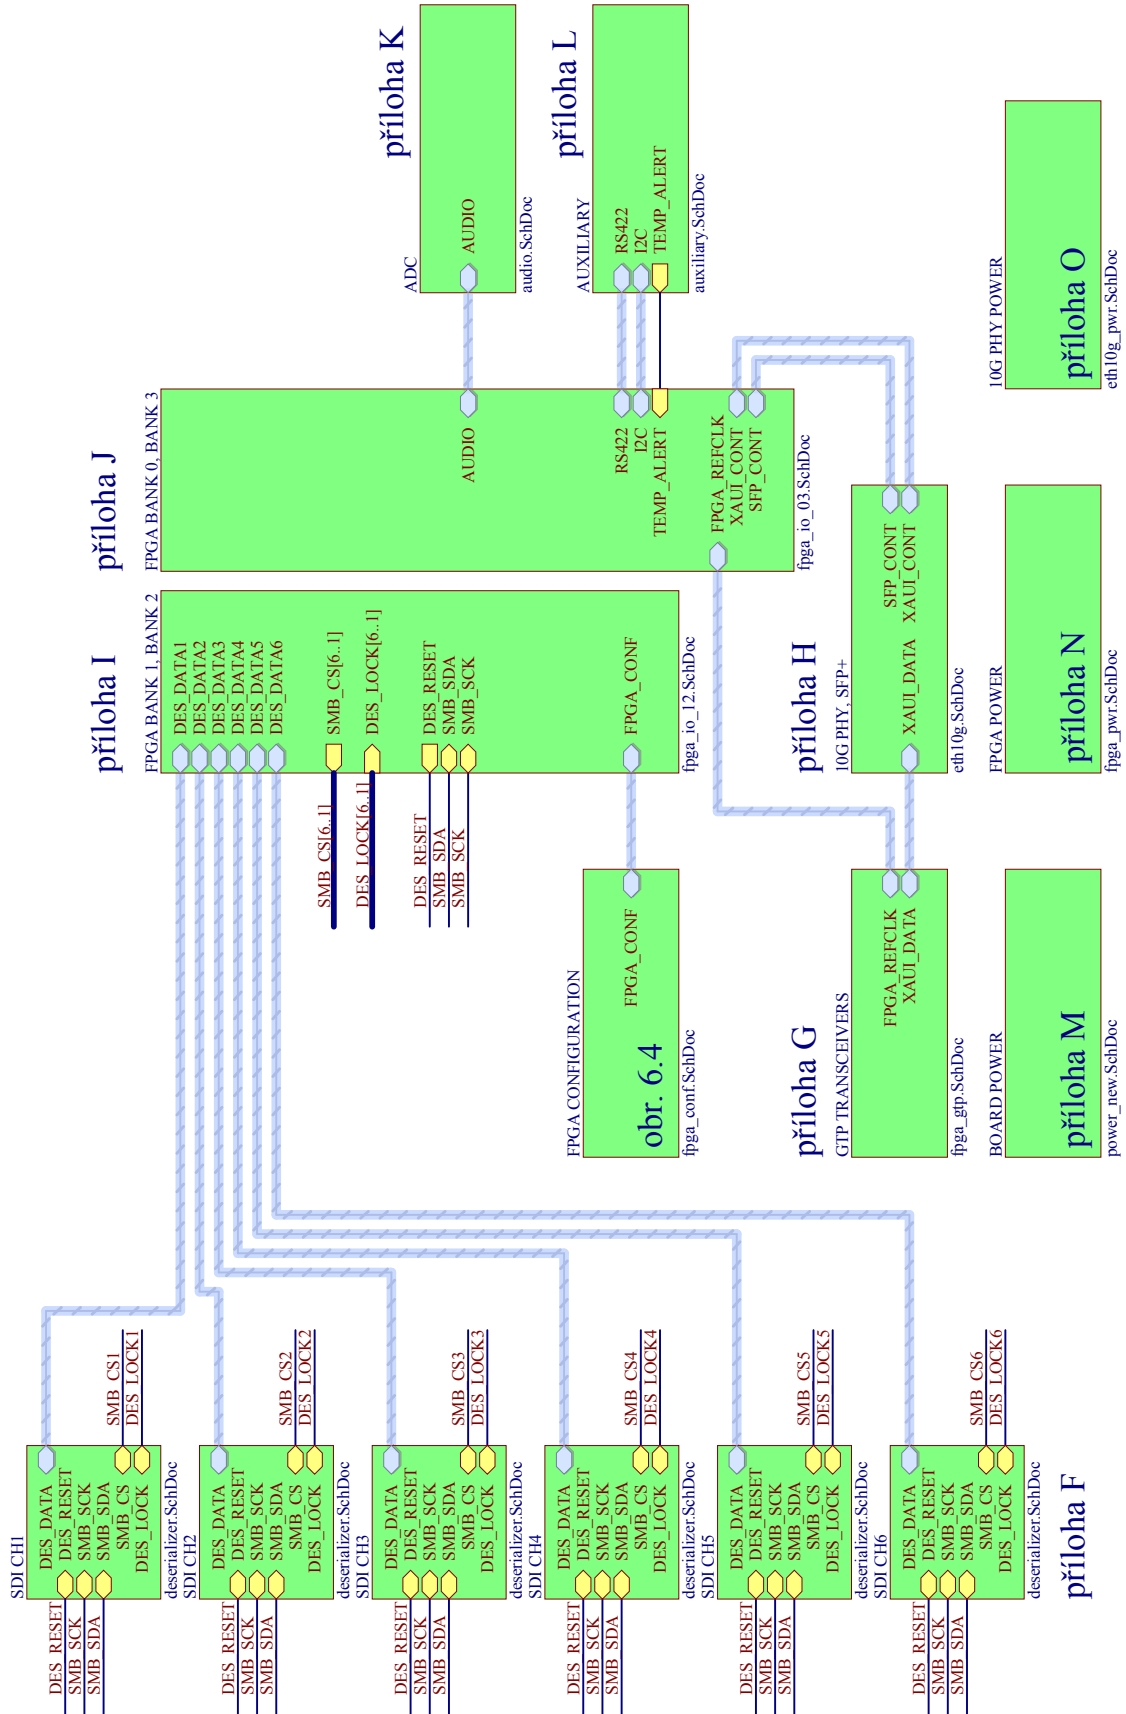 SDI CH1
DES_DATA
DES_RESET
SMB_SCK
SMB_SDA
SMB_CS
DES_LOCK
deserializer.SchDoc
DES_RESET
SMB_SCK
SMB_SDA
SMB_CS1
DES_LOCK1
SDI CH2
DES_DATA
DES_RESET
SMB_SCK
SMB_SDA
SMB_CS
DES_LOCK
deserializer.SchDoc
DES_RESET
SMB_SCK
SMB_SDA
SMB_CS2
DES_LOCK2
SDI CH3
DES_DATA
DES_RESET
SMB_SCK
SMB_SDA
SMB_CS
DES_LOCK
deserializer.SchDoc
DES_RESET
SMB_SCK
SMB_SDA
SMB_CS3
DES_LOCK3
SDI CH4
DES_DATA
DES_RESET
SMB_SCK
SMB_SDA
SMB_CS
DES_LOCK
deserializer.SchDoc
DES_RESET
SMB_SCK
SMB_SDA
SMB_CS4
DES_LOCK4
SDI CH5
DES_DATA
DES_RESET
SMB_SCK
SMB_SDA
SMB_CS
DES_LOCK
deserializer.SchDoc
DES_RESET
SMB_SCK
SMB_SDA
SMB_CS5
DES_LOCK5
SDI CH6
DES_DATA
DES_RESET
SMB_SCK
SMB_SDA
SMB_CS
DES_LOCK
deserializer.SchDoc
DES_RESET
SMB_SCK
SMB_SDA
SMB_CS6
DES_LOCK6
příloha F
FPGA CONFIGURATION
FPGA_CONF
obr. 6.4
fpga_conf.SchDoc
příloha G
GTP TRANSCEIVERS
FPGA_REFCLK
XAUI_DATA
fpga_gtp.SchDoc
BOARD POWER
příloha M
power_new.SchDoc
příloha I
FPGA BANK 1, BANK 2
DES_DATA1
DES_DATA2
DES_DATA3
DES_DATA4
DES_DATA5
DES_DATA6
SMB_CS[6..1]
SMB_CS[6..1]
DES_LOCK[6..1]
DES_LOCK[6..1]
DES_RESET
DES_RESET
SMB_SDA
SMB_SDA
SMB_SCK
SMB_SCK
FPGA_CONF
fpga_io_12.SchDoc
příloha H
10G PHY, SFP+
SFP_CONT
XAUI_DATA
XAUI_CONT
eth10g.SchDoc
FPGA POWER
příloha N
fpga_pwr.SchDoc
příloha J
FPGA BANK 0, BANK 3
AUDIO
RS422
I2C
TEMP_ALERT
FPGA_REFCLK
XAUI_CONT
SFP_CONT
fpga_io_03.SchDoc
příloha K
ADC
AUDIO
audio.SchDoc
příloha L
AUXILIARY
RS422
I2C
TEMP_ALERT
auxiliary.SchDoc
10G PHY POWER
příloha O
eth10g_pwr.SchDoc